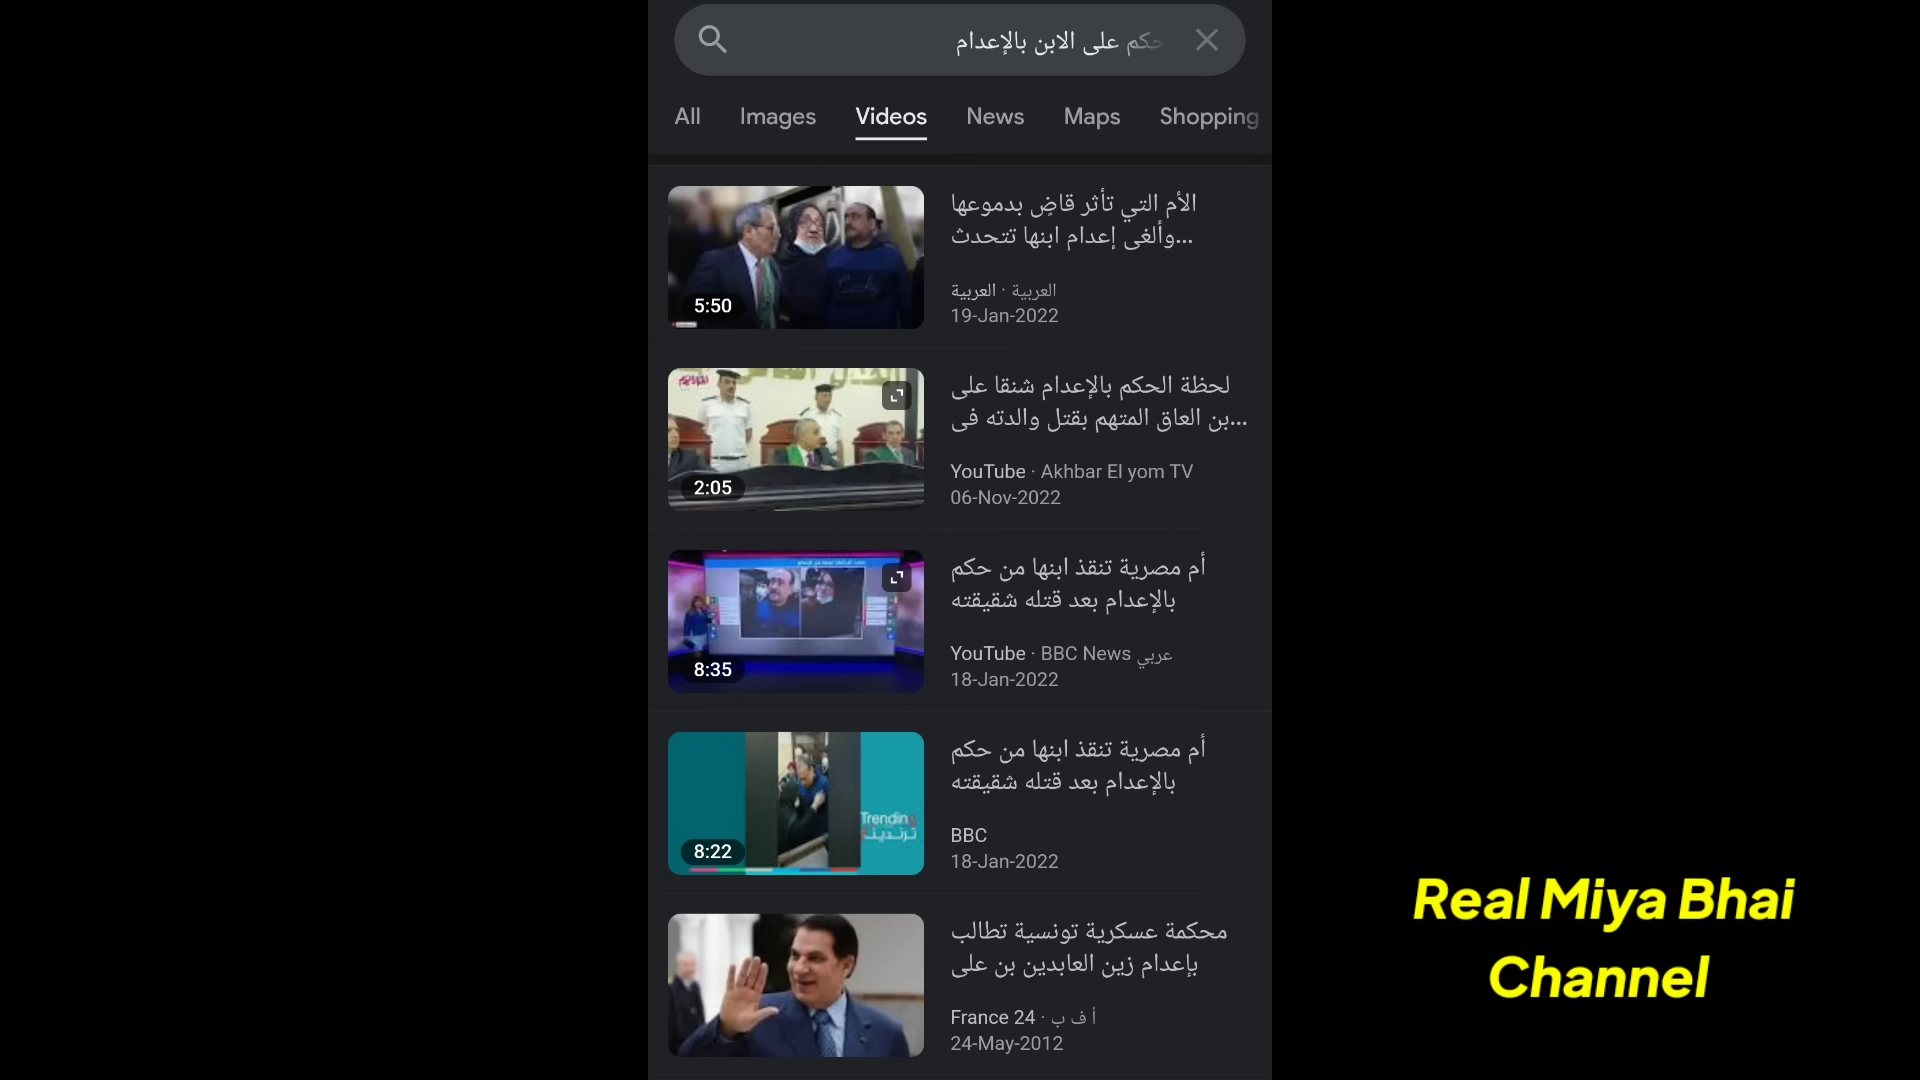 حكم على الابن بالإعدام
All Images Videos News Maps Shopping
الأم التي تأثر قاضٍ بدموعها
وألغى إعدام ابنها تتحدث...
العربية · العربية
19-Jan-2022
5:50
لحظة الحكم بالإعدام شنقا على
بن العاق المتهم بقتل والدته فى...
YouTube · Akhbar El yom TV
06-Nov-2022
2:05
أم مصرية تنقذ ابنها من حكم
بالإعدام بعد قتله شقيقته
YouTube · BBC News عربي
18-Jan-2022
8:35
أم مصرية تنقذ ابنها من حكم
بالإعدام بعد قتله شقيقته
BBC
18-Jan-2022
Trending
ترندينغ
8:22
محكمة عسكرية تونسية تطالب
بإعدام زين العابدين بن على
France 24 · أ ف ب
24-May-2012
Real Miya Bhai
Channel